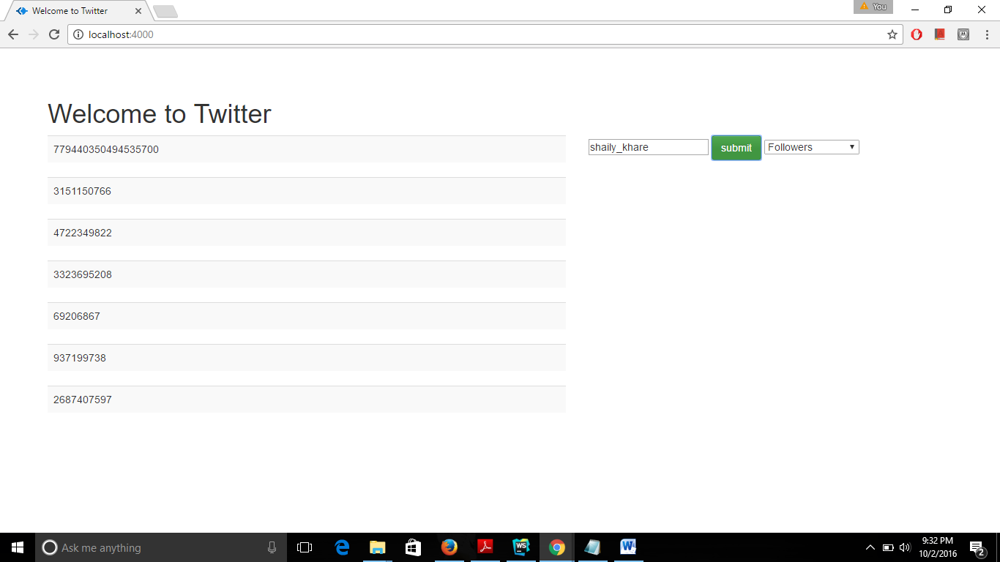 Welcome to Twitter
You
localhost:4000
Welcome to Twitter
779440350494535700
shaily_khare submit Followers
3151150766
4722349822
3323695208
69206867
937199738
2687407597
Ask me anything
WS
W
9:32 PM
10/2/2016
2